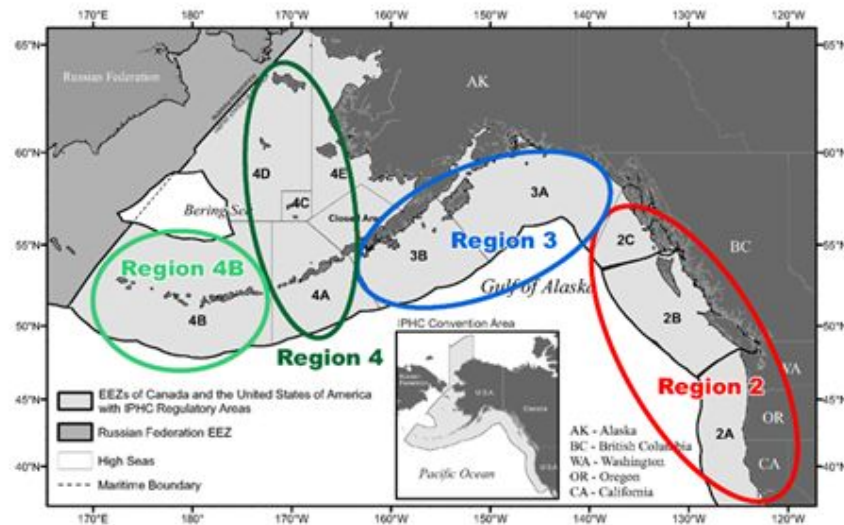 170°E 180° 170°W 160°W 150°W 140°W 130°W 120°W
65°N 65°N
Russian Federation
AK
60°N 60°N
4D 4E 3A
4C
Bering Sea
Closed Area
55°N 55°N
Region 4B
Region 3
3B
2C
BC
Gulf of Alaska
4B 4A
2B
50°N 50°N
Region 4
IPHC Convention Area
Region 2
WA
EEZs of Canada and the United States of America
with IPHC Regulatory Areas
45°N 45°N
Russian Federation EEZ
U.S.A
Canada
2A
OR
High Seas
Maritime Boundary
40°N 40°N
Pacific Ocean
U.S.A
CA
AK - Alaska
BC - British Columbia
WA - Washington
OR - Oregon
CA - California
170°E 180° 170°W 160°W 150°W 140°W 130°W 120°W